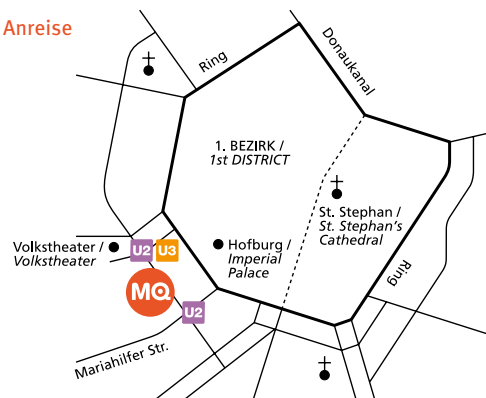 Anreise
Ring
Donaukanal
1. BEZIRK /
1st DISTRICT
St. Stephan /
St. Stephan's
Cathedral
Volkstheater /
Volkstheater
U2
U3
Hofburg /
Imperial
Palace
Ring
MQ
U2
Mariahilfer Str.